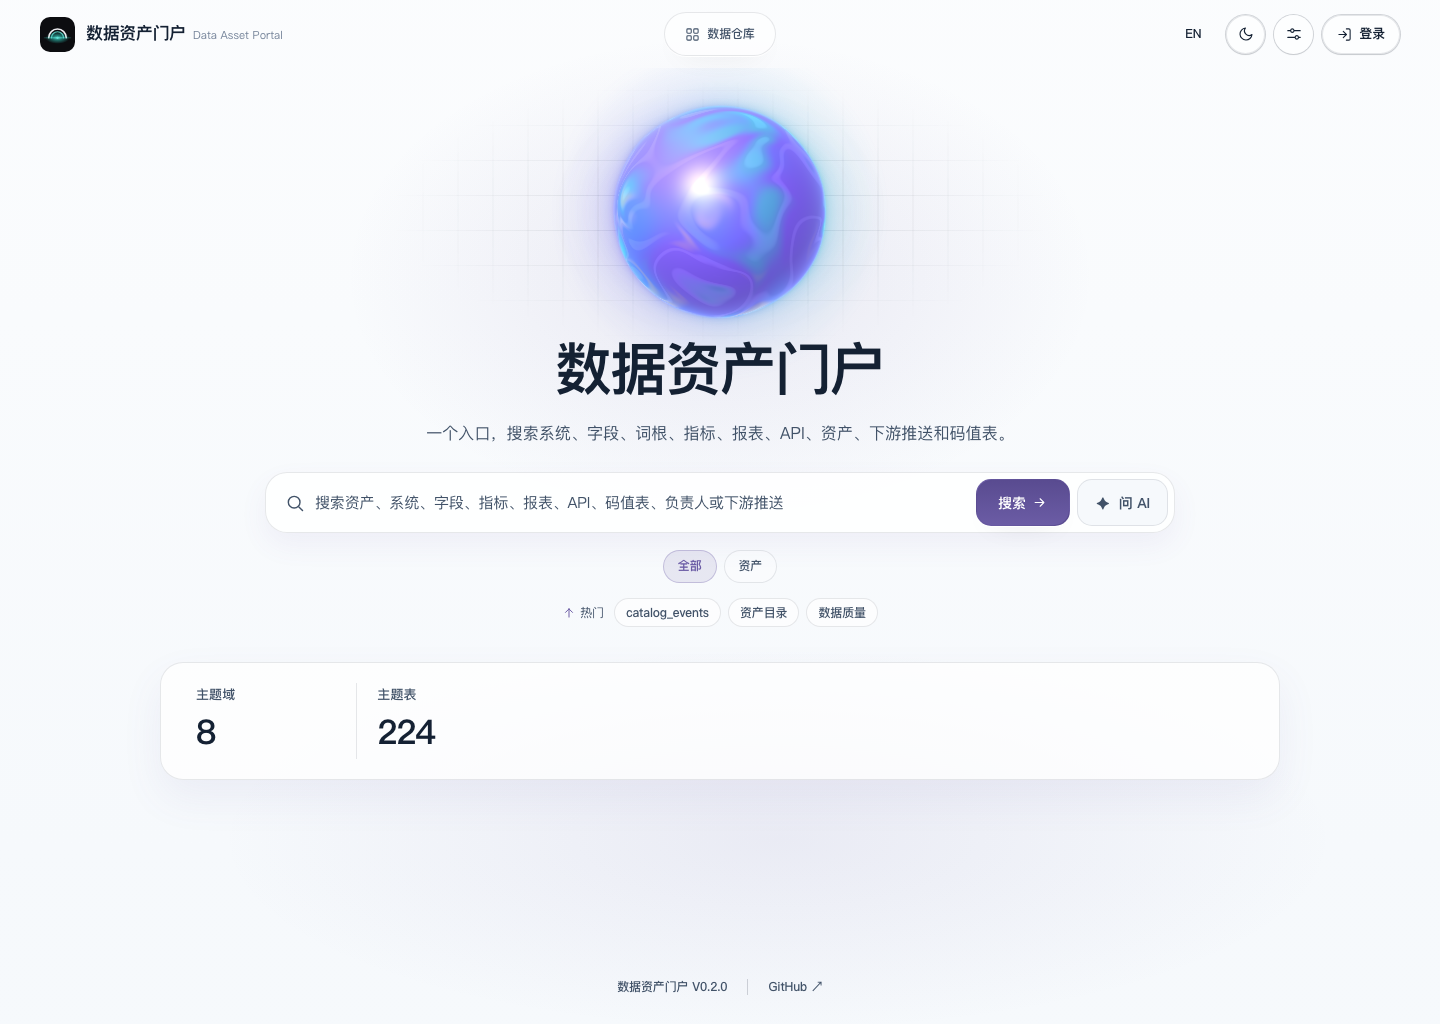 数据资产门户 Data Asset Portal
数据仓库
EN
登录
数据资产门户
一个入口，搜索系统、字段、词根、指标、报表、API、资产、下游推送和码值表。
搜索资产、系统、字段、指标、报表、API、码值表、负责人或下游推送
搜索 →
问 AI
全部
资产
↑ 热门
catalog_events
资产目录
数据质量
主题域
8
主题表
224
数据资产门户 V0.2.0
GitHub ↗